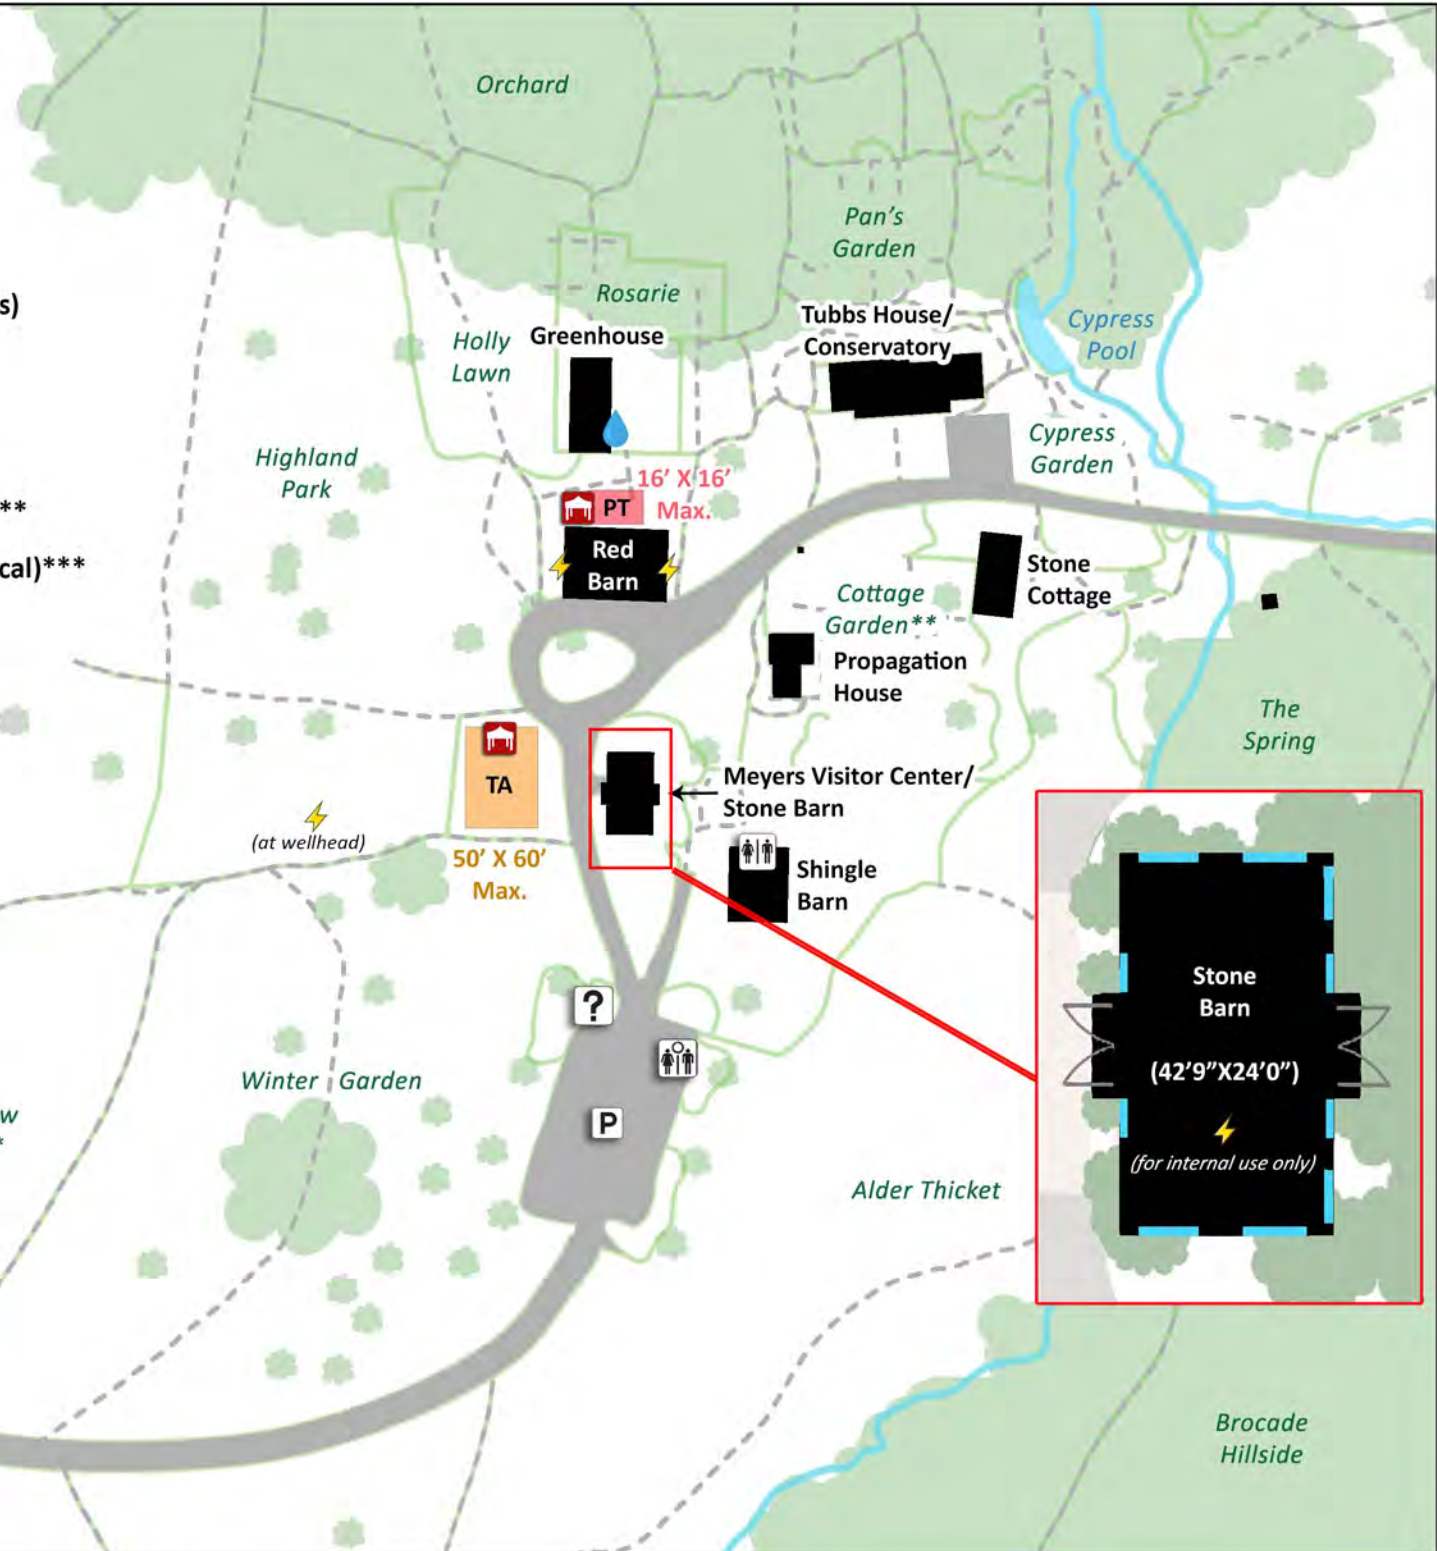 Orchard
Pan's
Garden
Rosarie
s)
Tubbs House/
Conservatory
Cypress
Pool
Greenhouse
Holly
Lawn
Cypress
Garden
Highland
Park
16' X 16'
Max.
PT
**
Red
Barn
cal)***
Stone
Cottage
Cottage
Garden**
Propagation
House
The
Spring
TA
Meyers Visitor Center/
Stone Barn
(at wellhead)
50' X 60'
Max.
Shingle
Barn
Stone
Barn
(42'9"X24'0")
(for internal use only)
?
Winter Garden
P
w
*
Alder Thicket
Brocade
Hillside